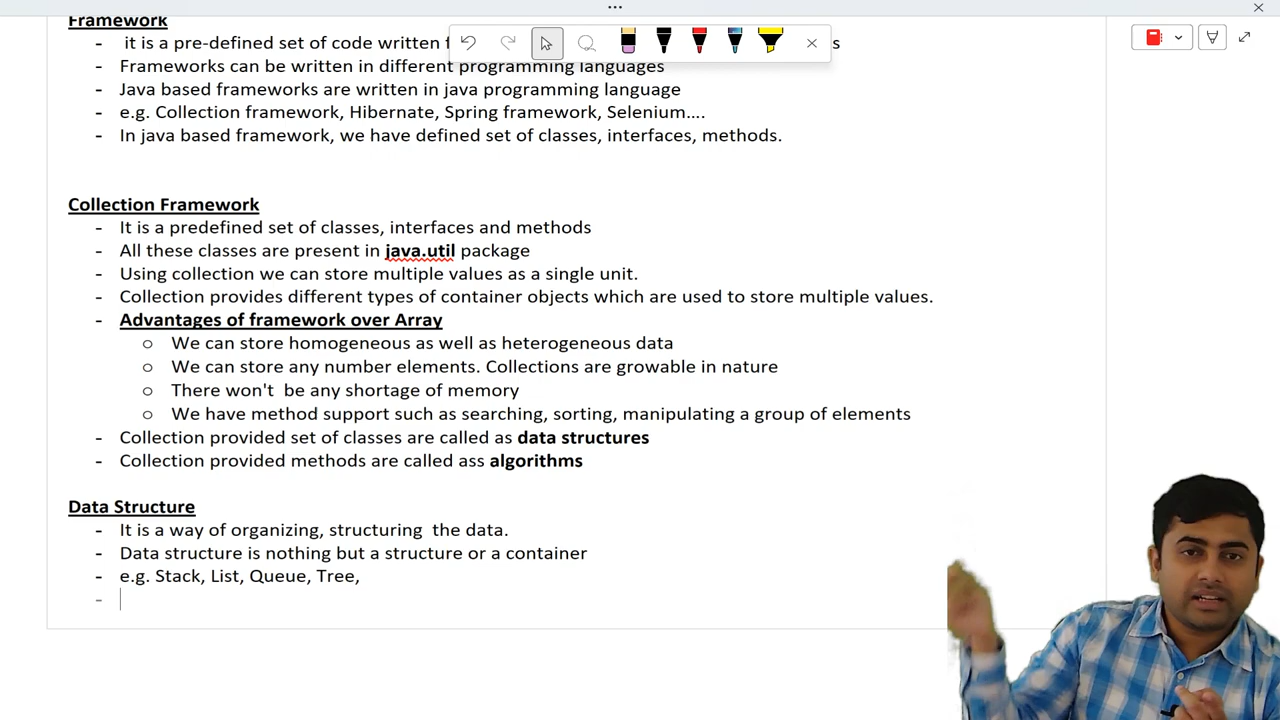 Framework
- it is a pre-defined set of code written
- Frameworks can be written in different programming languages
- Java based frameworks are written in java programming language
- e.g. Collection framework, Hibernate, Spring framework, Selenium....
- In java based framework, we have defined set of classes, interfaces, methods.
Collection Framework
- It is a predefined set of classes, interfaces and methods
- All these classes are present in java.util package
- Using collection we can store multiple values as a single unit.
- Collection provides different types of container objects which are used to store multiple values.
- Advantages of framework over Array
o We can store homogeneous as well as heterogeneous data
o We can store any number elements. Collections are growable in nature
o There won't be any shortage of memory
o We have method support such as searching, sorting, manipulating a group of elements
- Collection provided set of classes are called as data structures
- Collection provided methods are called ass algorithms
Data Structure
- It is a way of organizing, structuring the data.
- Data structure is nothing but a structure or a container
- e.g. Stack, List, Queue, Tree,
-